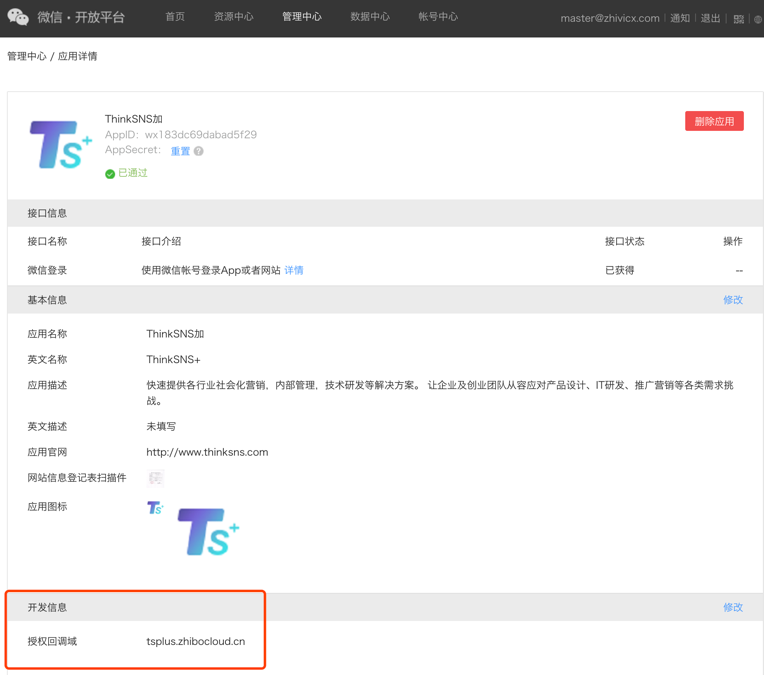 微信・开放平台 首页 资源中心 管理中心 数据中心 帐号中心 master@zhivicx.com 通知 退出
管理中心 / 应用详情
ThinkSNS加
AppID: wx183dc69dabad5f29
AppSecret: 重置 ?
已通过
删除应用
Ts+
接口信息
接口名称 接口介绍 接口状态 操作
微信登录 使用微信帐号登录App或者网站 详情 已获得 --
基本信息 修改
应用名称 ThinkSNS加
英文名称 ThinkSNS+
应用描述 快速提供各行业社会化营销，内部管理，技术研发等解决方案。 让企业及创业团队从容应对产品设计、IT研发、推广营销等各类需求挑
战。
英文描述 未填写
应用官网 http://www.thinksns.com
网站信息登记表扫描件
应用图标 Ts+ Ts+
开发信息 修改
授权回调域 tsplus.zhibocloud.cn